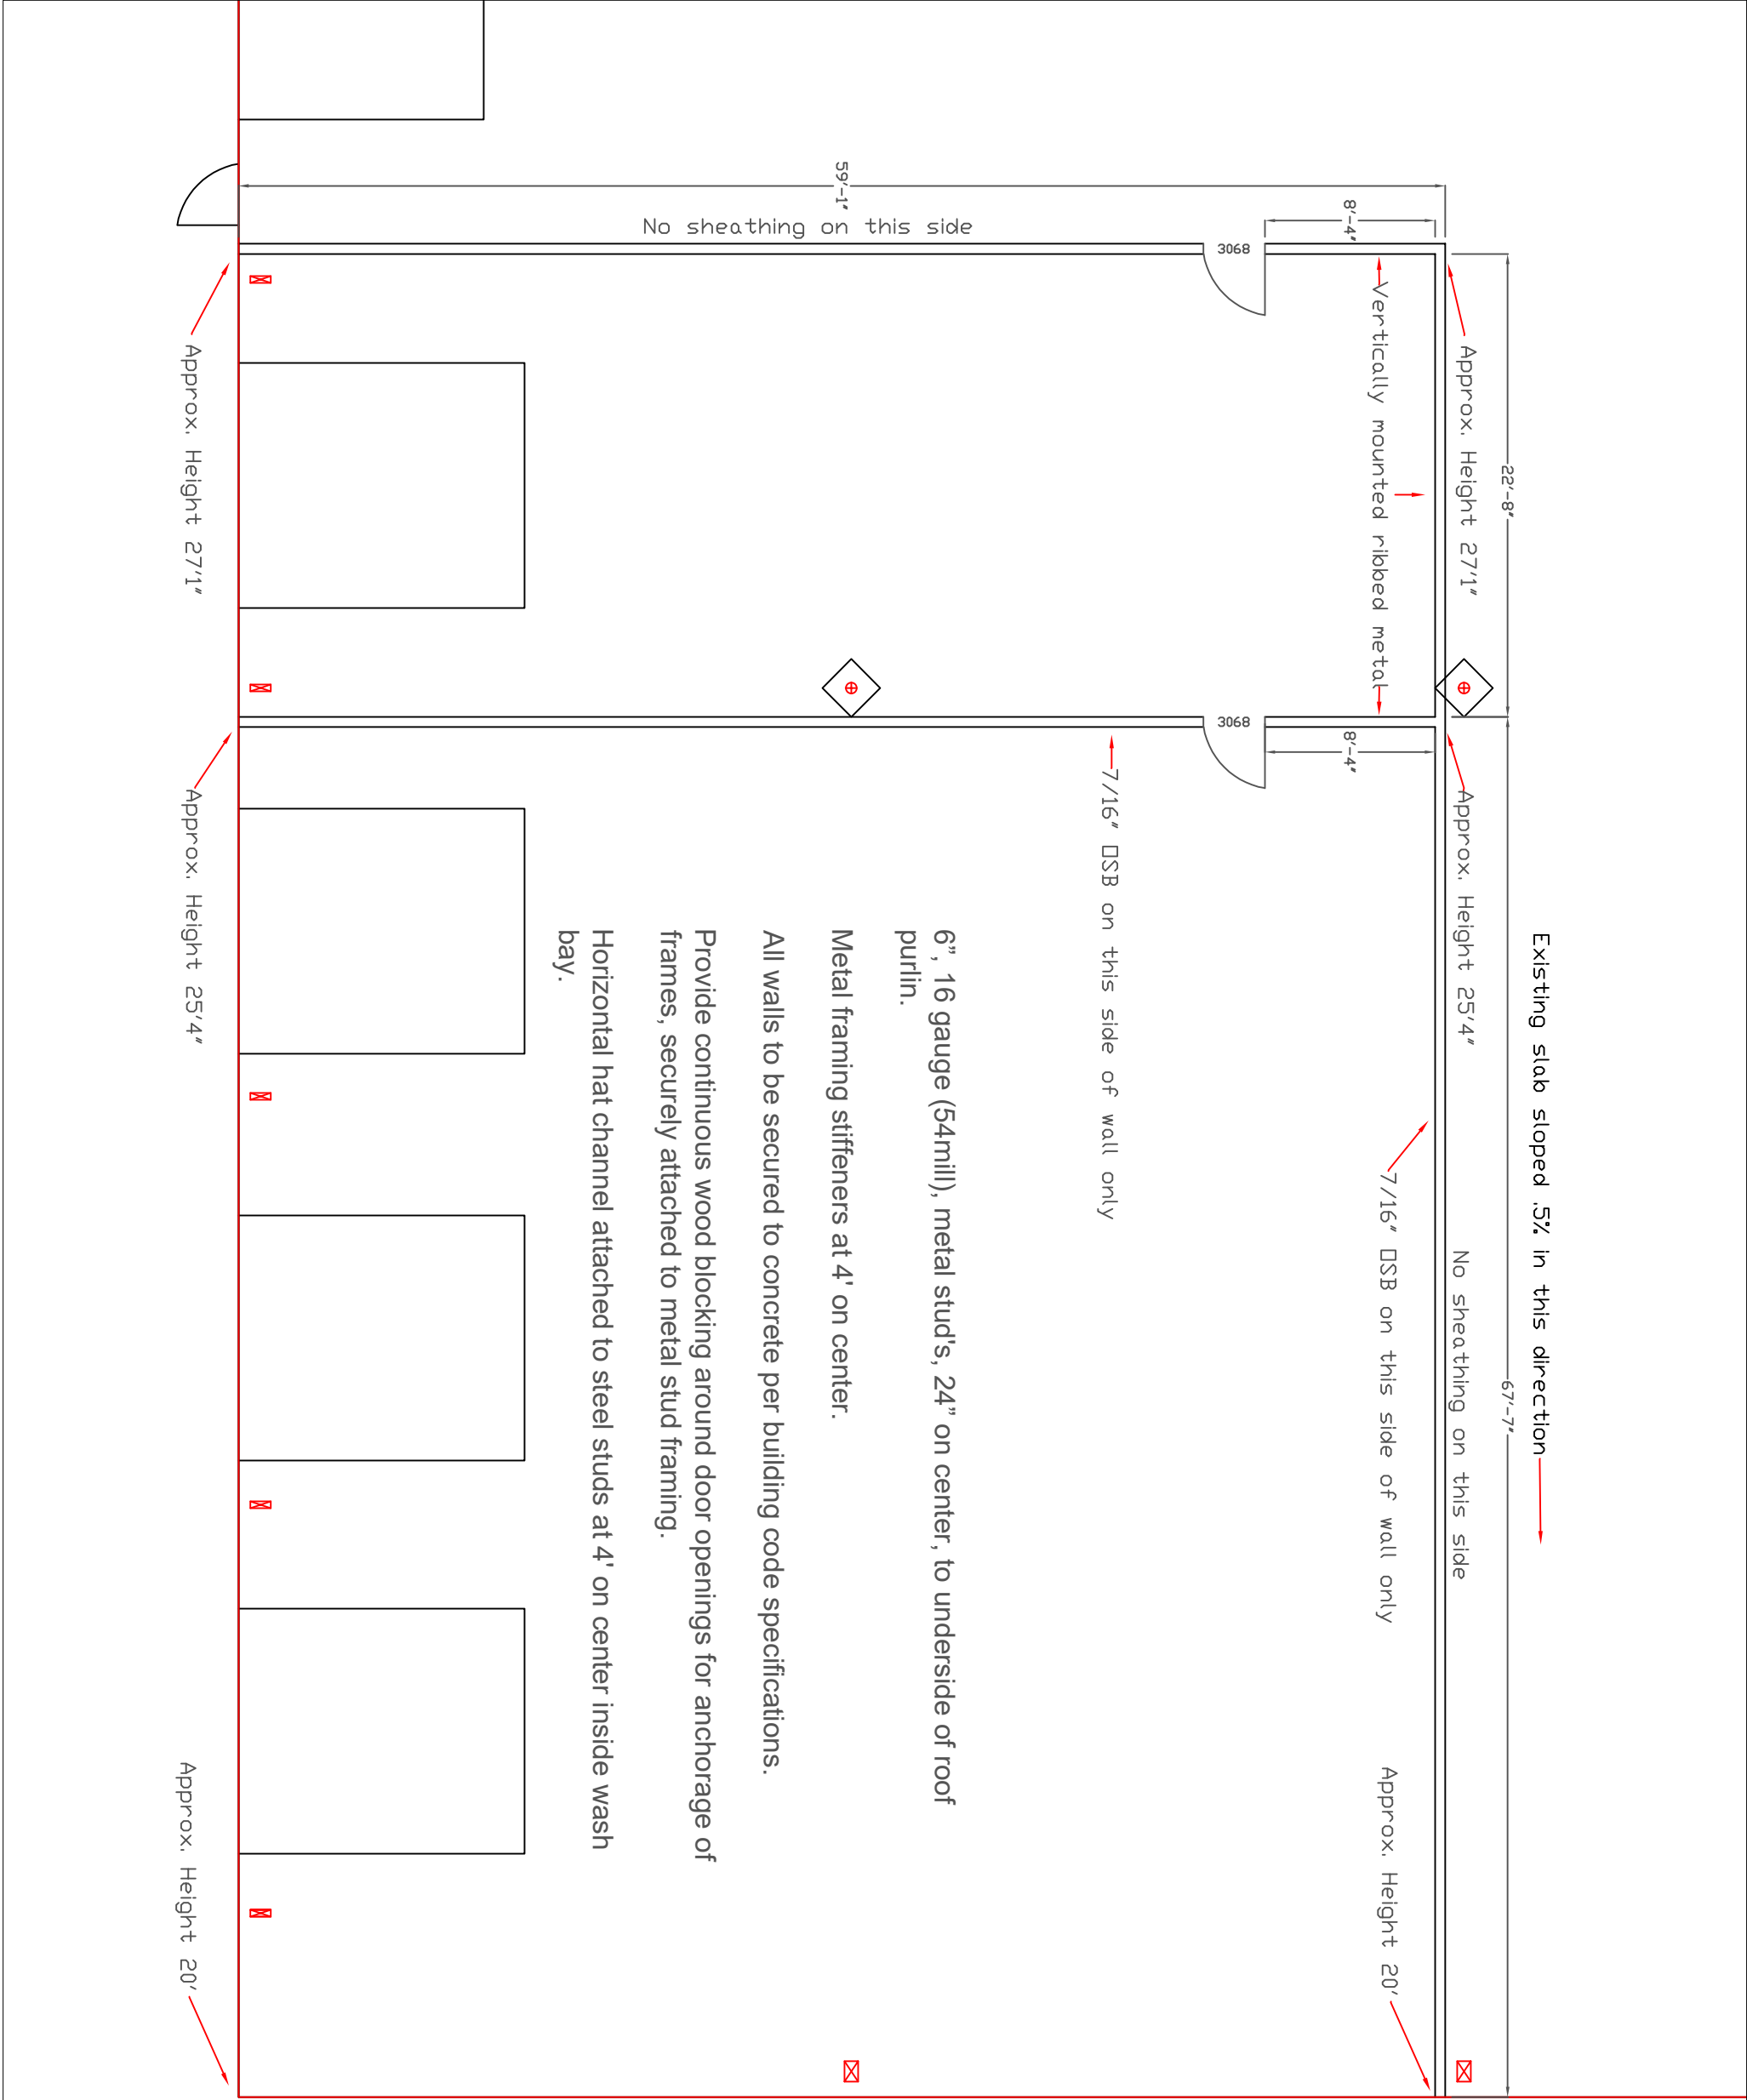 Existing slab sloped .5% in this direction
22'-8"
67'-7"
Approx. Height 27'1"
Approx. Height 25'4"
No sheathing on this side
8'-4"
Vertically mounted ribbed metal
7/16" OSB on this side of wall only
Approx. Height 20'
8'-4"
3068
3068
7/16" OSB on this side of wall only
59'-1"
No sheathing on this side
6”, 16 gauge (54mill), metal stud's, 24” on center, to underside of roof
purlin.
Metal framing stiffeners at 4' on center.
All walls to be secured to concrete per building code specifications.
Provide continuous wood blocking around door openings for anchorage of
frames, securely attached to metal stud framing.
Horizontal hat channel attached to steel studs at 4' on center inside wash
bay.
Approx. Height 27'1"
Approx. Height 25'4"
Approx. Height 20'